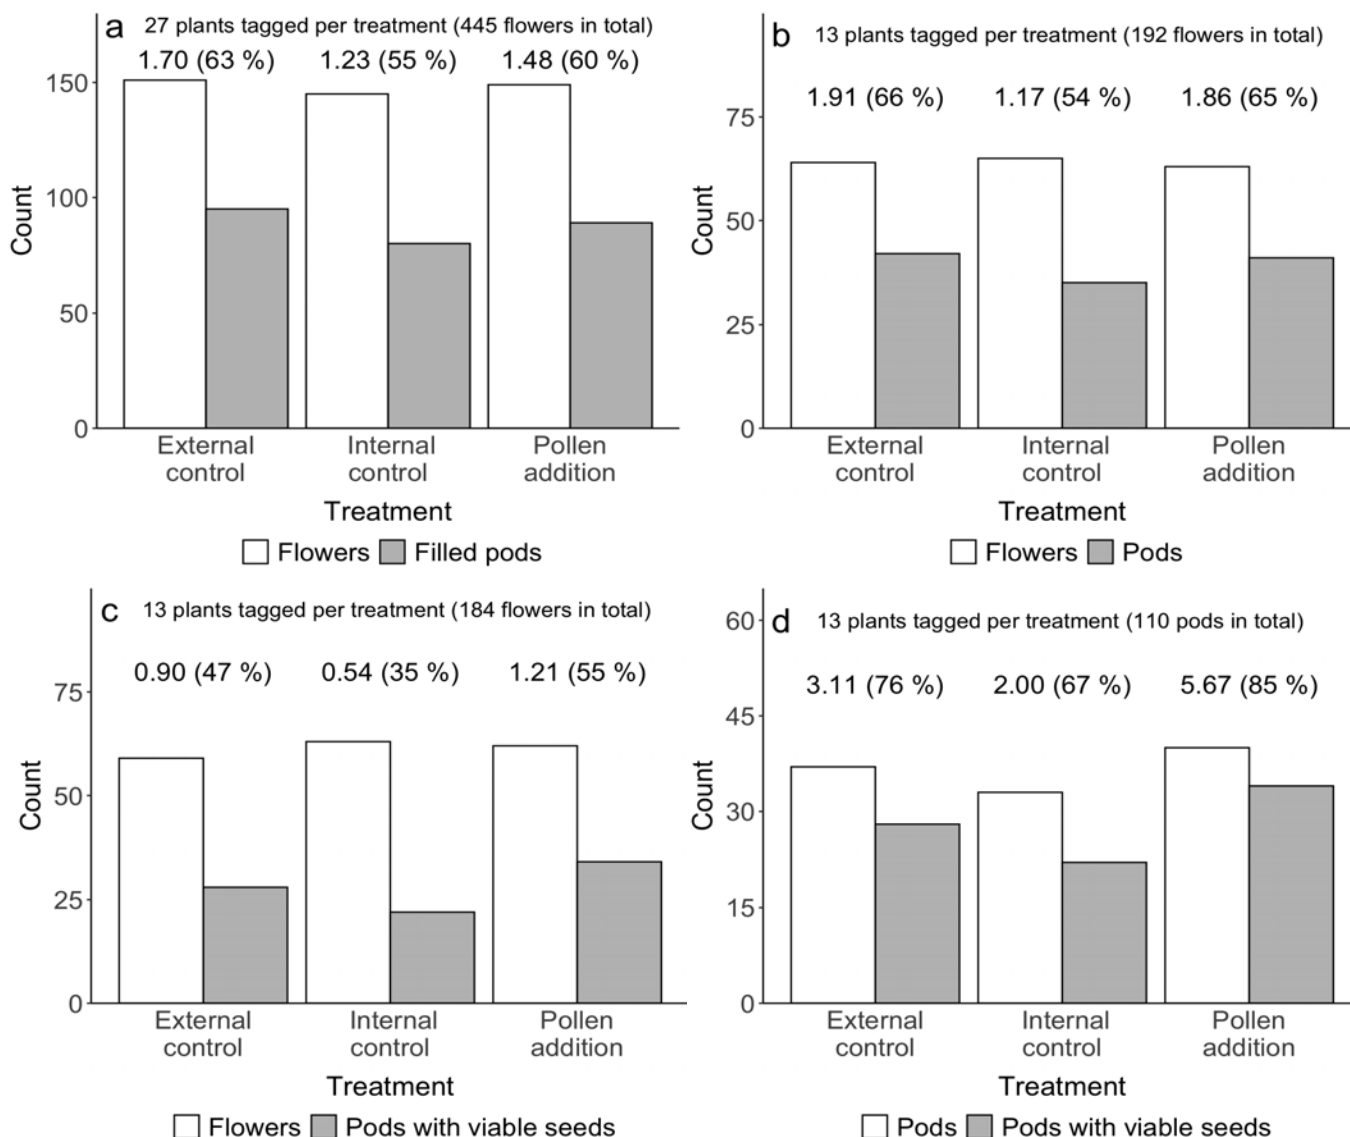 a 27 plants tagged per treatment (445 flowers in total)
1.70 (63 %) 1.23 (55 %) 1.48 (60 %)
150
100
50
0
Count
External control
Internal control
Pollen addition
Treatment
Flowers Filled pods
b 13 plants tagged per treatment (192 flowers in total)
1.91 (66 %) 1.17 (54 %) 1.86 (65 %)
75
50
25
0
Count
External control
Internal control
Pollen addition
Treatment
Flowers Pods
c 13 plants tagged per treatment (184 flowers in total)
0.90 (47 %) 0.54 (35 %) 1.21 (55 %)
75
50
25
0
Count
External control
Internal control
Pollen addition
Treatment
Flowers Pods with viable seeds
d 13 plants tagged per treatment (110 pods in total)
3.11 (76 %) 2.00 (67 %) 5.67 (85 %)
60
45
30
15
0
Count
External control
Internal control
Pollen addition
Treatment
Pods Pods with viable seeds